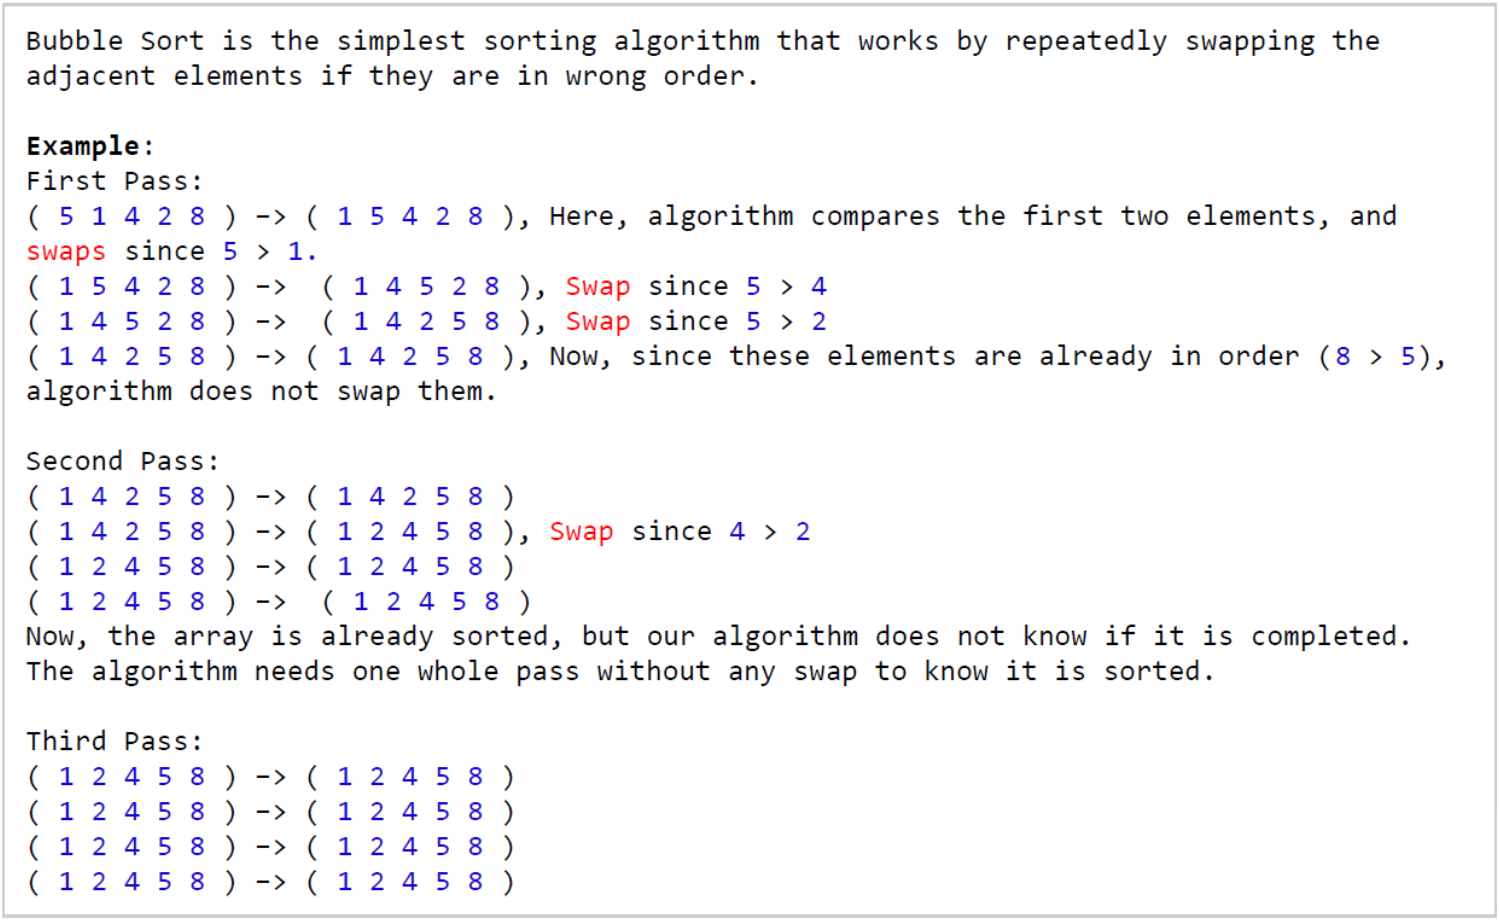 Bubble Sort is the simplest sorting algorithm that works by repeatedly swapping the
adjacent elements if they are in wrong order.
Example:
First Pass:
( 5 1 4 2 8 ) –> ( 1 5 4 2 8 ), Here, algorithm compares the first two elements, and
swaps since 5 > 1.
( 1 5 4 2 8 ) –>  ( 1 4 5 2 8 ), Swap since 5 > 4
( 1 4 5 2 8 ) –>  ( 1 4 2 5 8 ), Swap since 5 > 2
( 1 4 2 5 8 ) –> ( 1 4 2 5 8 ), Now, since these elements are already in order (8 > 5),
algorithm does not swap them.
Second Pass:
( 1 4 2 5 8 ) –> ( 1 4 2 5 8 )
( 1 4 2 5 8 ) –> ( 1 2 4 5 8 ), Swap since 4 > 2
( 1 2 4 5 8 ) –> ( 1 2 4 5 8 )
( 1 2 4 5 8 ) –>  ( 1 2 4 5 8 )
Now, the array is already sorted, but our algorithm does not know if it is completed.
The algorithm needs one whole pass without any swap to know it is sorted.
Third Pass:
( 1 2 4 5 8 ) –> ( 1 2 4 5 8 )
( 1 2 4 5 8 ) –> ( 1 2 4 5 8 )
( 1 2 4 5 8 ) –> ( 1 2 4 5 8 )
( 1 2 4 5 8 ) –> ( 1 2 4 5 8 )